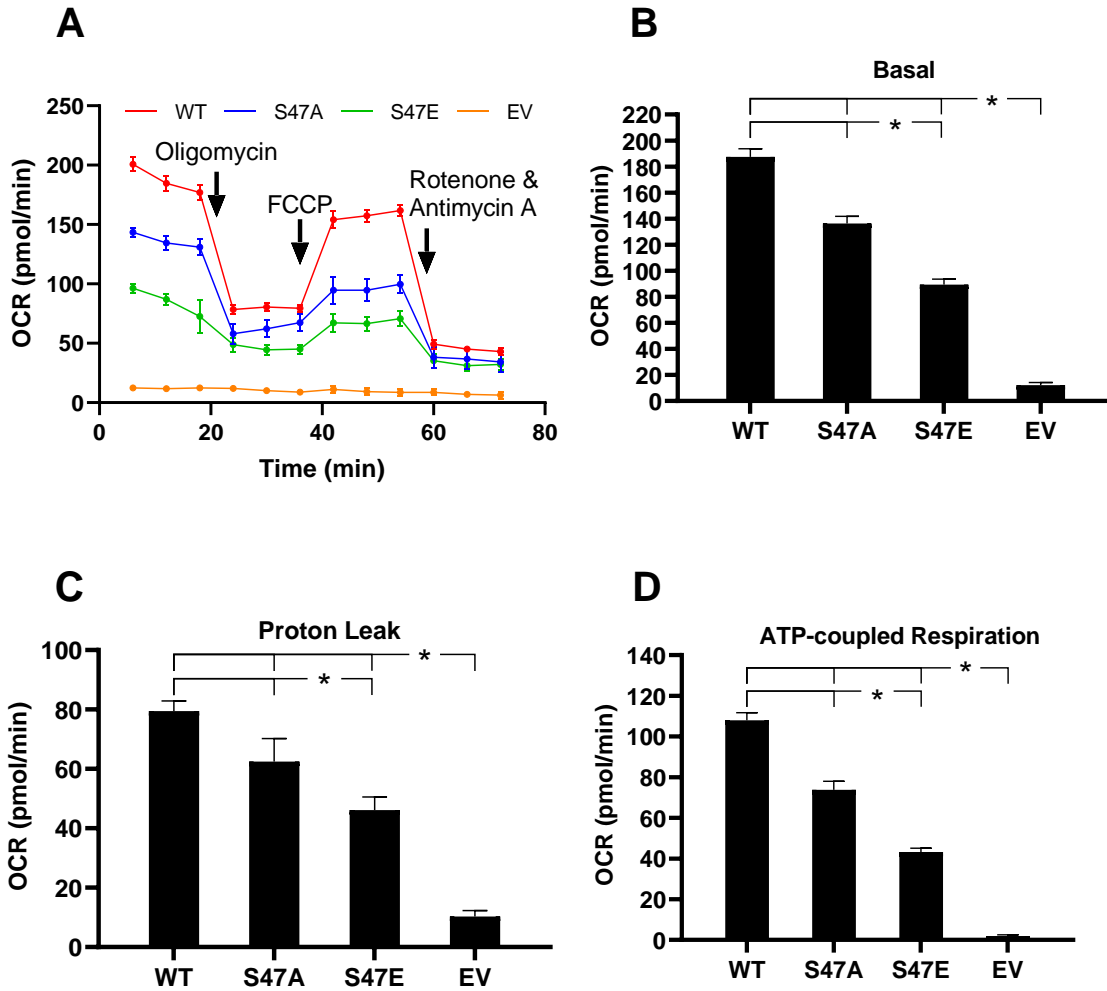 A
WT S47A S47E EV
250
200
150
100
50
0
OCR (pmol/min)
Oligomycin
FCCP
Rotenone &
Antimycin A
0 20 40 60 80
Time (min)
B
Basal
*
*
220
200
180
160
140
120
100
80
60
40
20
0
OCR (pmol/min)
WT S47A S47E EV
C
Proton Leak
*
*
100
80
60
40
20
0
OCR (pmol/min)
WT S47A S47E EV
D
ATP-coupled Respiration
*
*
140
120
100
80
60
40
20
0
OCR (pmol/min)
WT S47A S47E EV